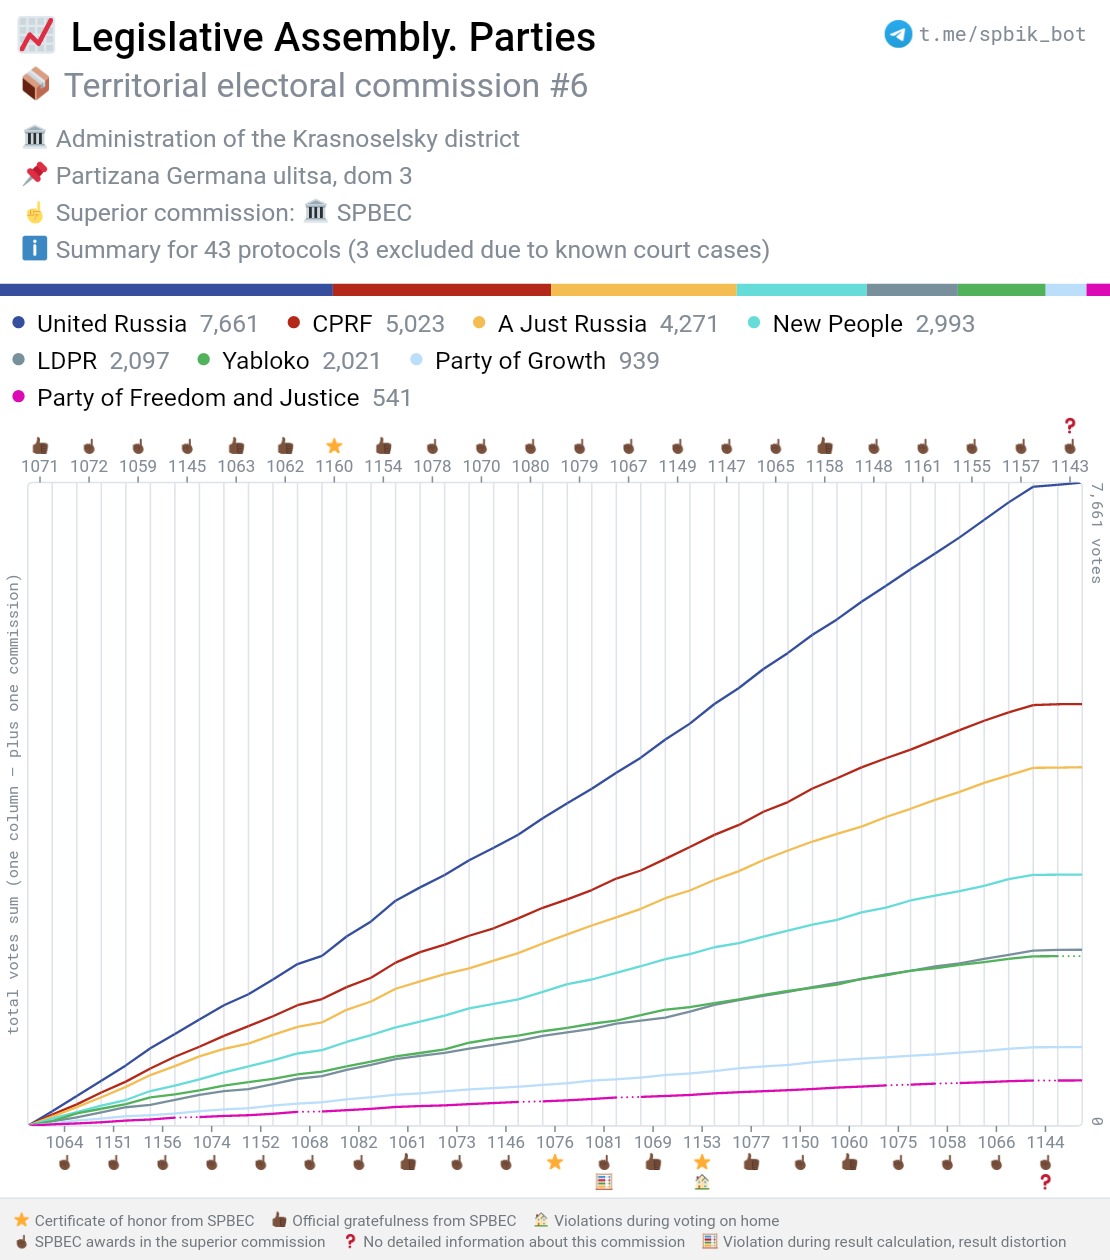 Legislative Assembly. Parties
t.me/spbik_bot
Territorial electoral commission #6
Administration of the Krasnoselsky district
Partizana Germana ulitsa, dom 3
Superior commission: SPBEC
Summary for 43 protocols (3 excluded due to known court cases)
United Russia 7,661 CPRF 5,023 A Just Russia 4,271 New People 2,993
LDPR 2,097 Yabloko 2,021 Party of Growth 939
Party of Freedom and Justice 541
?
1071 1072 1059 1145 1063 1062 1160 1154 1078 1070 1080 1079 1067 1149 1147 1065 1158 1148 1161 1155 1157 1143
7,661 votes
total votes sum (one column – plus one commission)
0
1064 1151 1156 1074 1152 1068 1082 1061 1073 1146 1076 1081 1069 1153 1077 1150 1060 1075 1058 1066 1144
?
Certificate of honor from SPBEC Official gratefulness from SPBEC Violations during voting on home
SPBEC awards in the superior commission ? No detailed information about this commission Violation during result calculation, result distortion